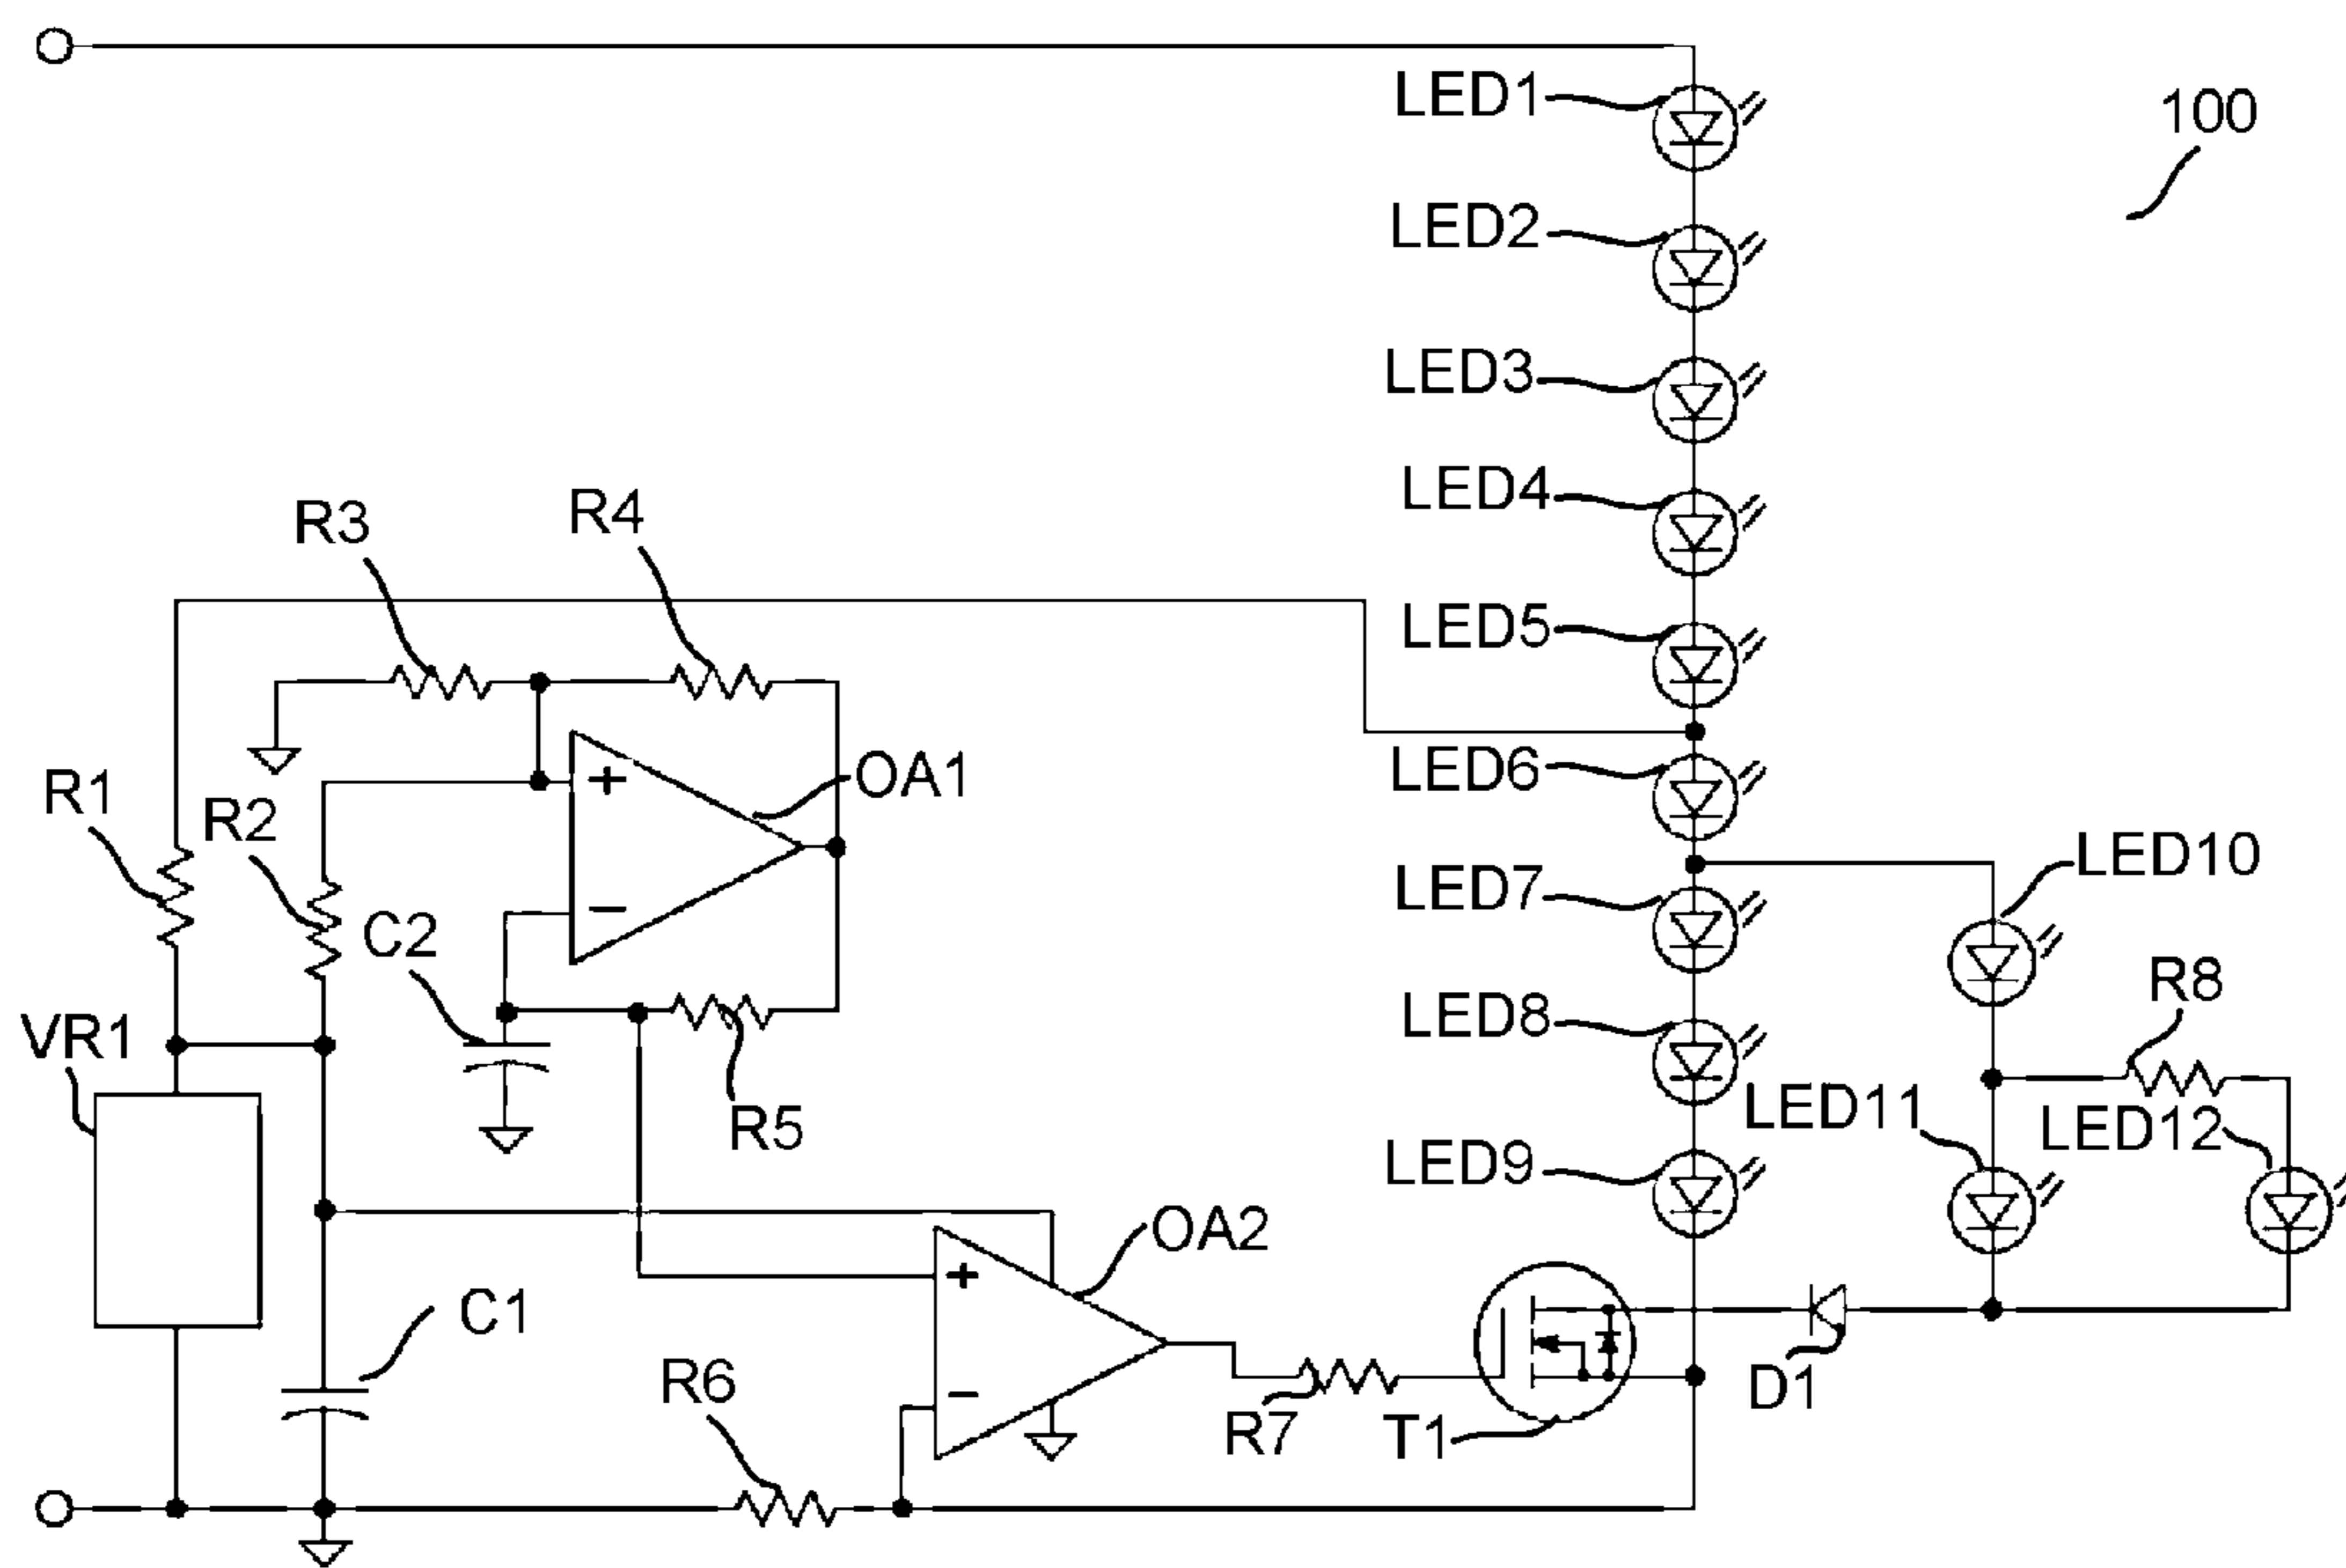 LED1
100
LED2
LED3
LED4
R3
R4
LED5
R1
R2
+
OA1
LED6
LED10
C2
−
LED7
R8
VR1
LED8
R5
LED11
LED12
LED9
OA2
+
C1
R6
−
R7
T1
D1